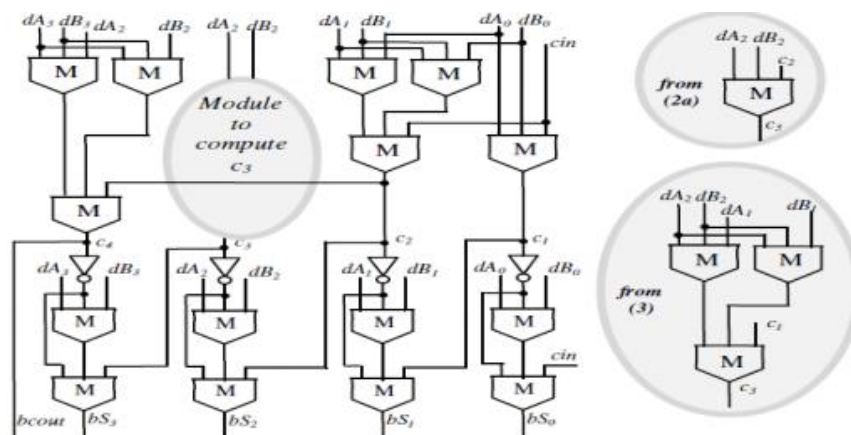 dA3 dB3 dA2 dB2 dA2 dB2 dA1 dB1 dA0 dB0 cin
M M M M
Module to compute c3
M M
M
c4 c3 c2 c1
dA3 dB3 dA2 dB2 dA1 dB1 dA0 dB0
M M M M
cin
M M M M
bcout bS3 bS2 bS1 bS0
dA2 dB2 c2
M
from (2a)
dA2 dB2 dA1 dB1
M M
from (3)
c1
M
c3